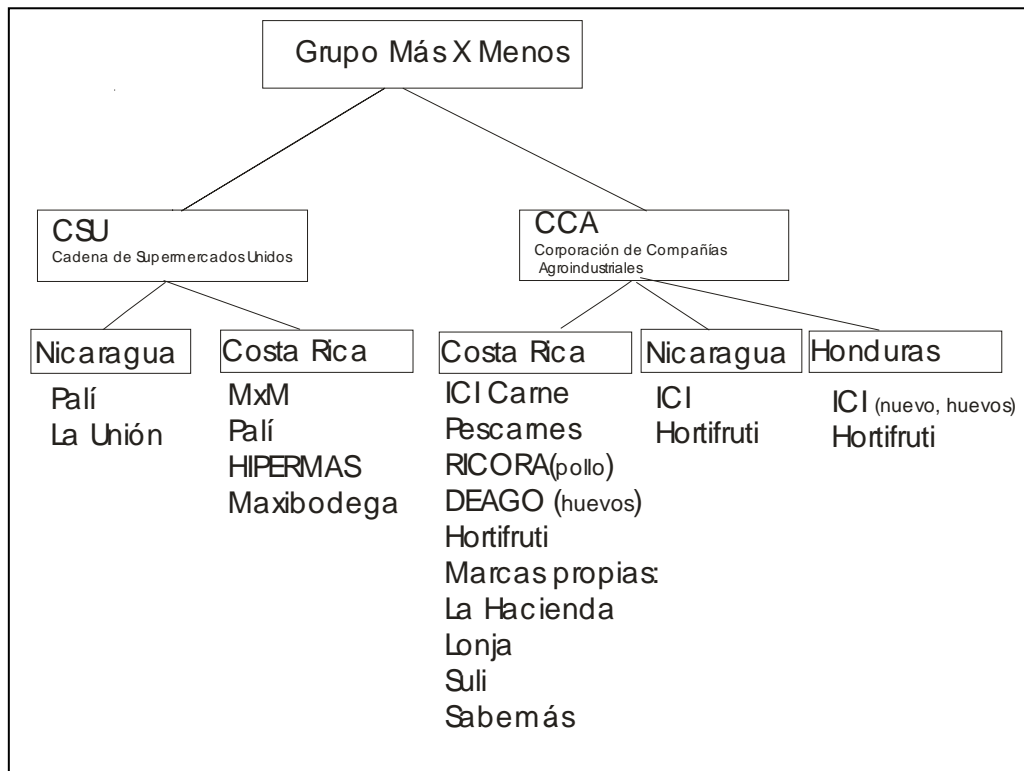 Grupo Más X Menos
CSU
Cadena de Supermercados Unidos
CCA
Corporación de Compañías
Agroindustriales
Nicaragua
Palí
La Unión
Costa Rica
MxM
Palí
HIPERMAS
Maxibodega
Costa Rica
ICI Carne
Pescarnes
RICORA(pollo)
DEAGO (huevos)
Hortifruti
Marcas propias:
La Hacienda
Lonja
Suli
Sabemás
Nicaragua
ICI
Hortifruti
Honduras
ICI (nuevo, huevos)
Hortifruti